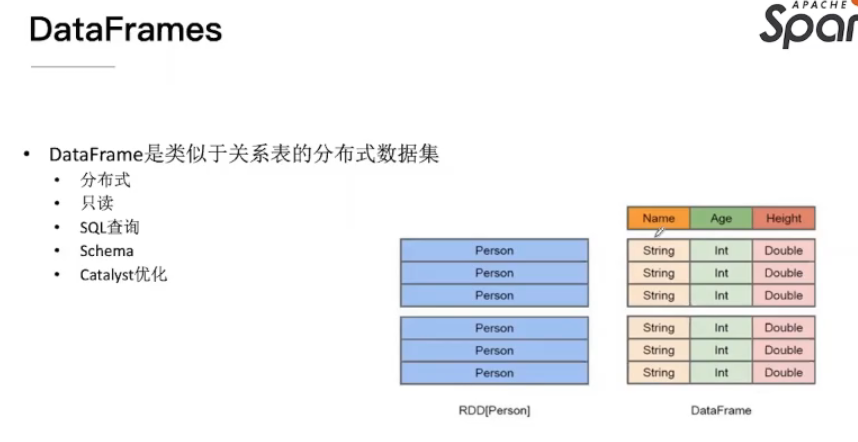 DataFrames
APACHE
Spar
DataFrame是类似于关系表的分布式数据集
分布式
只读
SQL查询
Schema
Catalyst优化
Person
Person
Person
Person
Person
Person
RDD[Person]
Name Age Height
String Int Double
String Int Double
String Int Double
String Int Double
String Int Double
String Int Double
DataFrame